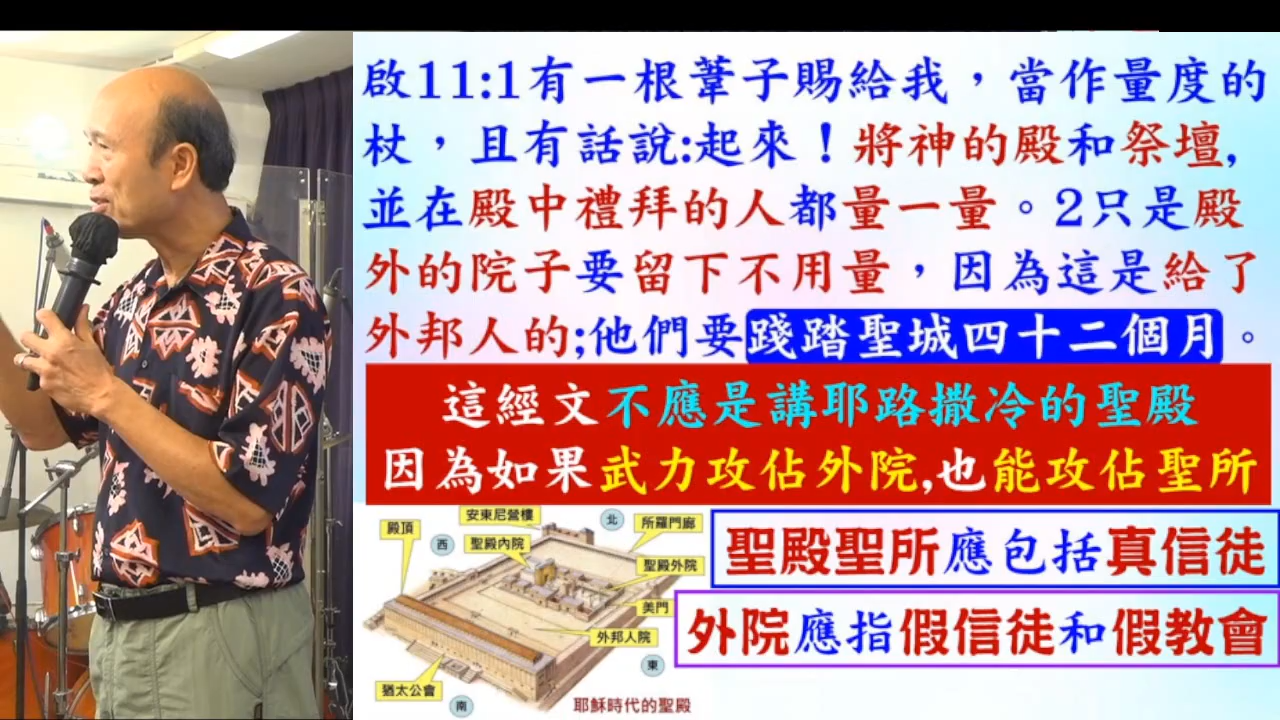 啟11:1有一根葦子賜給我，當作量度的
杖，且有話說:起來！將神的殿和祭壇,
並在殿中禮拜的人都量一量。2只是殿
外的院子要留下不用量，因為這是給了
外邦人的;他們要踐踏聖城四十二個月。
這經文不應是講耶路撒冷的聖殿
因為如果武力攻佔外院,也能攻佔聖所
殿頂
安東尼營樓
北
所羅門廊
西
聖殿內院
聖殿外院
美門
外邦人院
東
猶太公會
南
耶穌時代的聖殿
聖殿聖所應包括真信徒
外院應指假信徒和假教會